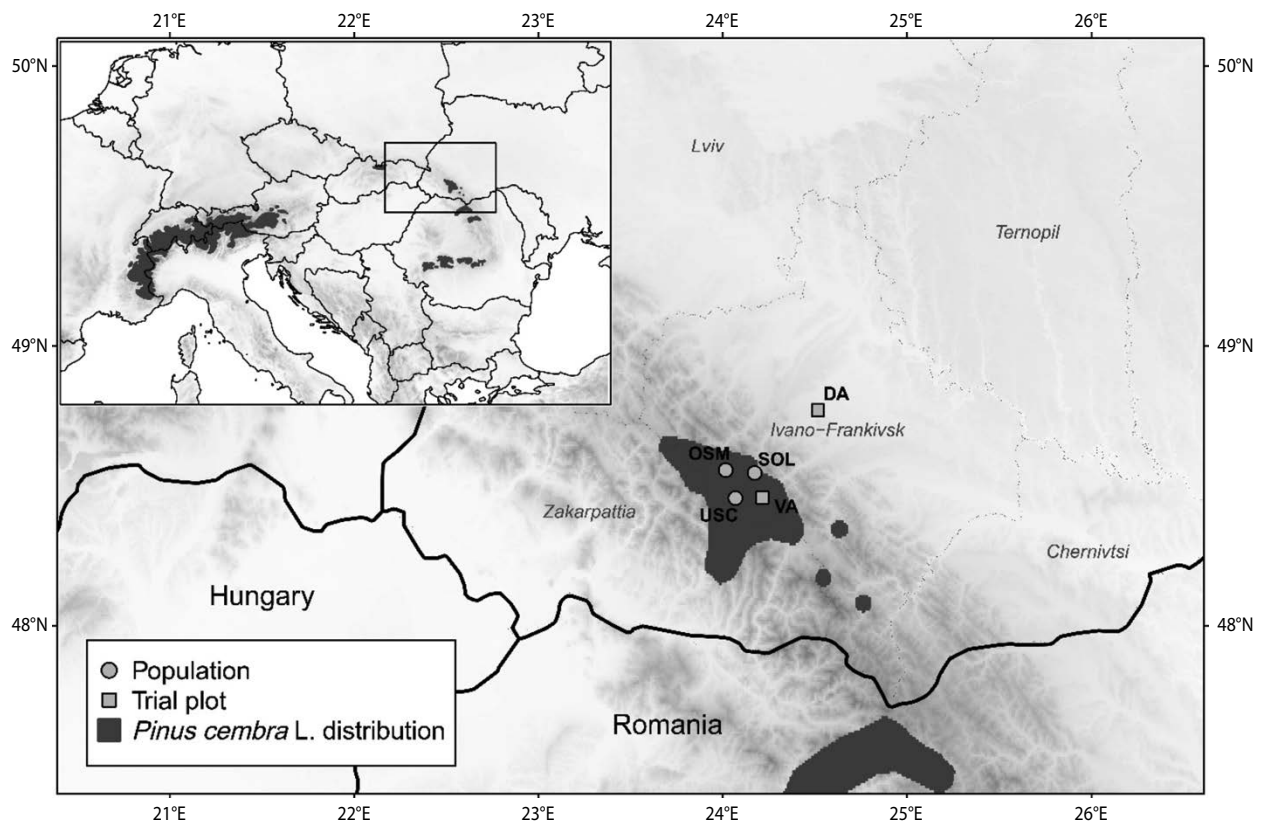 21°E 22°E 23°E 24°E 25°E 26°E
50°N 50°N
Lviv
Ternopil
49°N 49°N
DA
Ivano–Frankivsk
OSM SOL
USC VA
Zakarpattia
Chernivtsi
Hungary
48°N 48°N
Population
Trial plot
Pinus cembra L. distribution
Romania
21°E 22°E 23°E 24°E 25°E 26°E